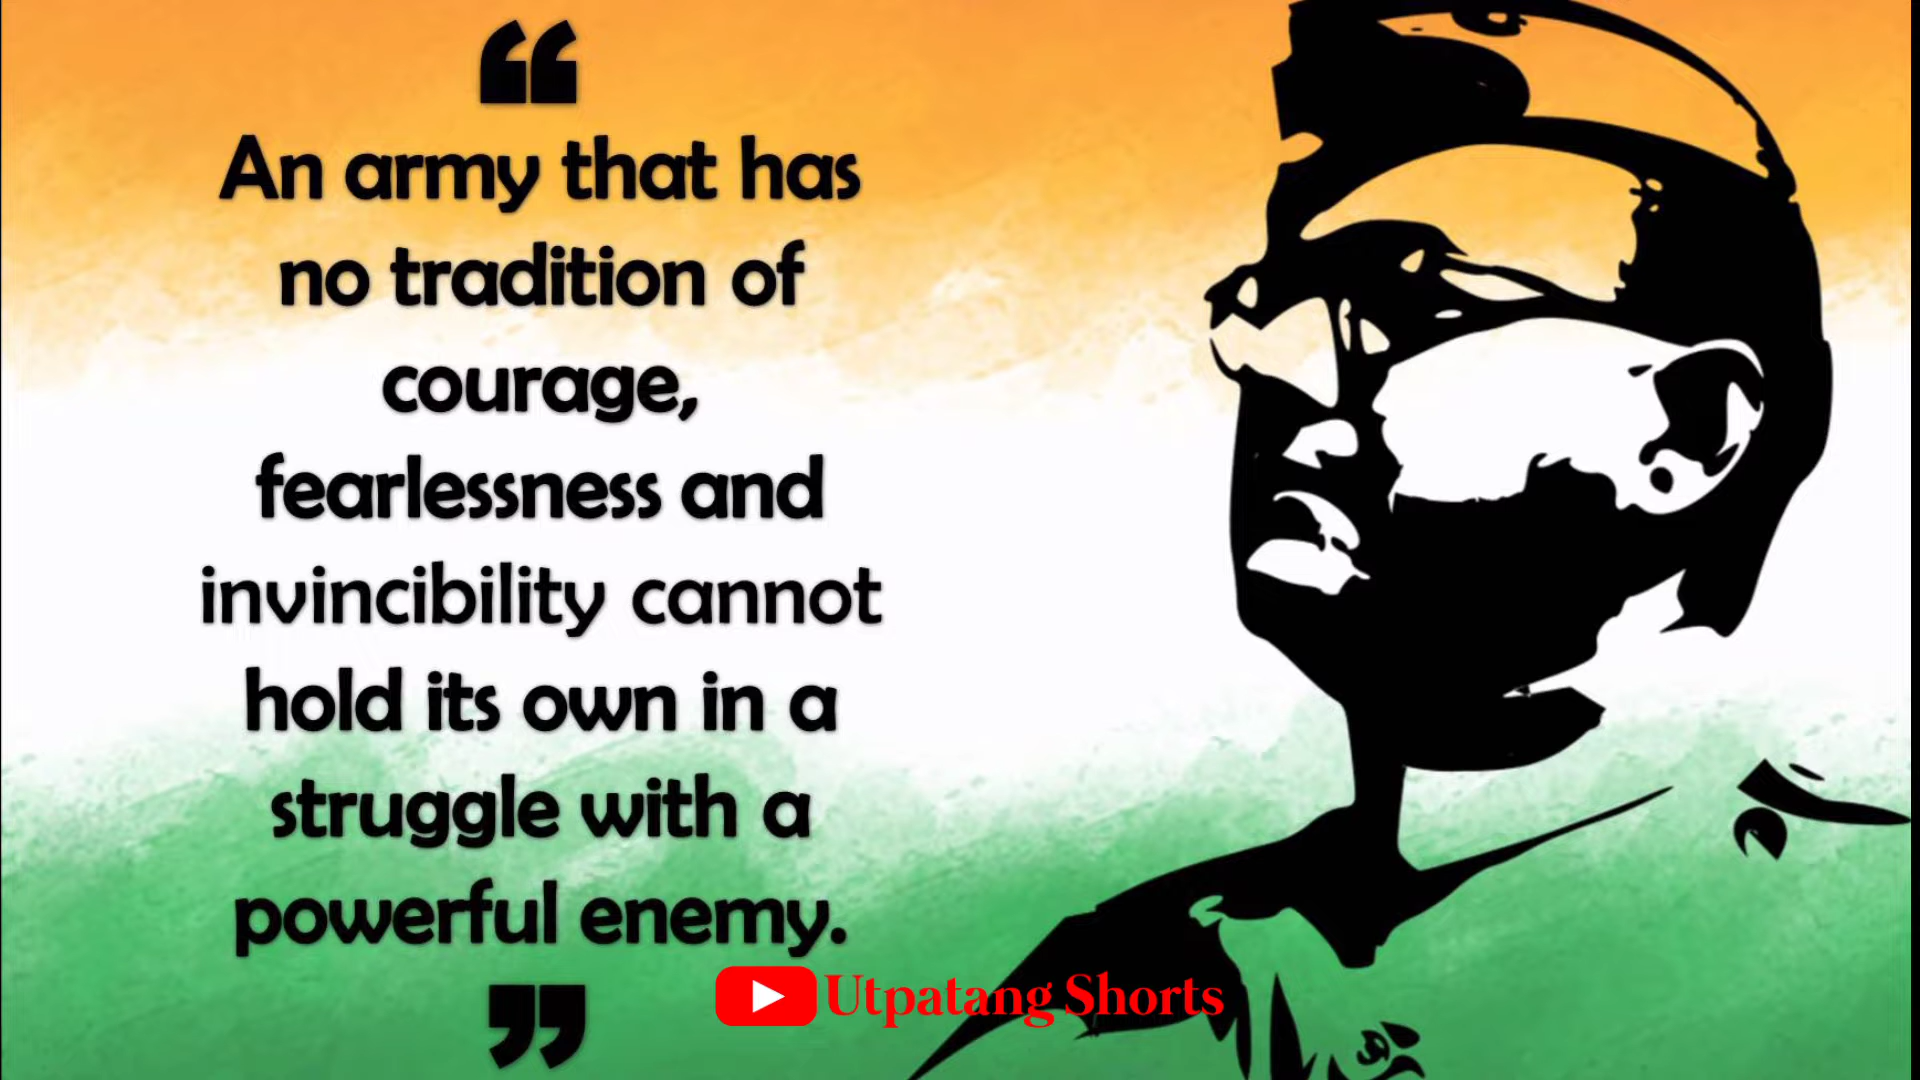 “
An army that has
no tradition of
courage,
fearlessness and
invincibility cannot
hold its own in a
struggle with a
powerful enemy.
”
Utpatang Shorts